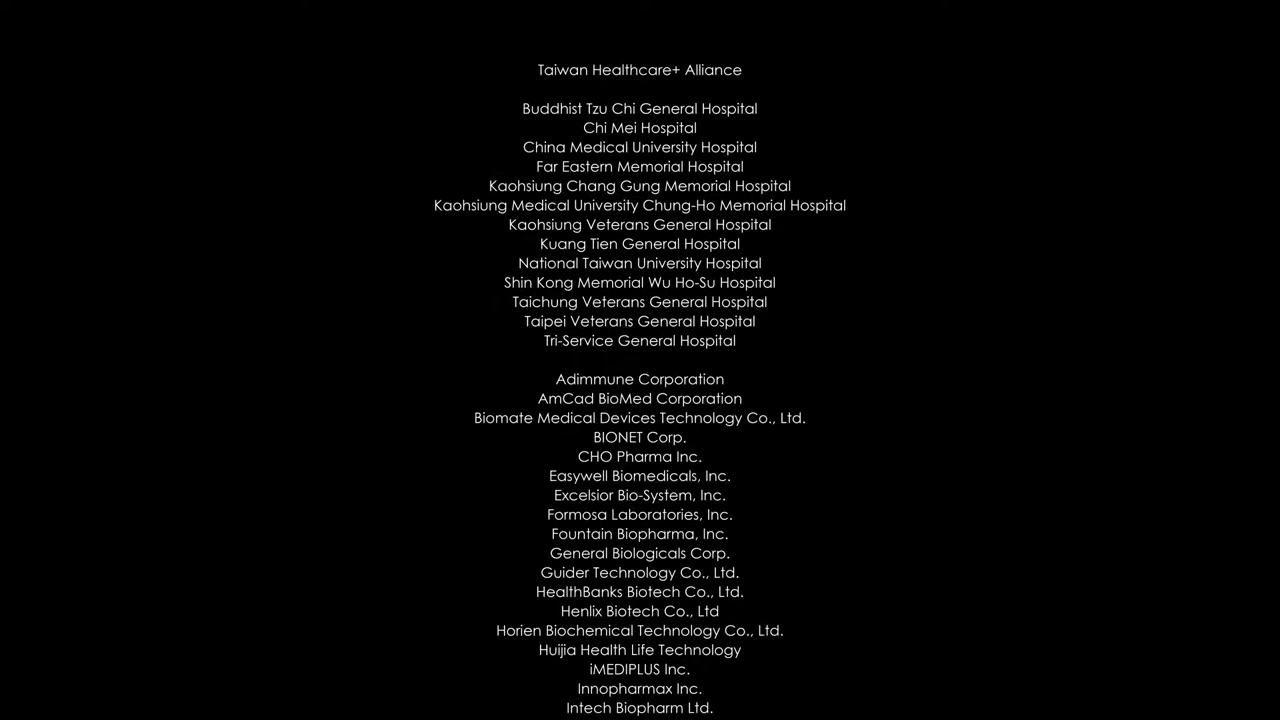 Taiwan Healthcare+ Alliance
Buddhist Tzu Chi General Hospital
Chi Mei Hospital
China Medical University Hospital
Far Eastern Memorial Hospital
Kaohsiung Chang Gung Memorial Hospital
Kaohsiung Medical University Chung-Ho Memorial Hospital
Kaohsiung Veterans General Hospital
Kuang Tien General Hospital
National Taiwan University Hospital
Shin Kong Memorial Wu Ho-Su Hospital
Taichung Veterans General Hospital
Taipei Veterans General Hospital
Tri-Service General Hospital
Adimmune Corporation
AmCad BioMed Corporation
Biomate Medical Devices Technology Co., Ltd.
BIONET Corp.
CHO Pharma Inc.
Easywell Biomedicals, Inc.
Excelsior Bio-System, Inc.
Formosa Laboratories, Inc.
Fountain Biopharma, Inc.
General Biologicals Corp.
Guider Technology Co., Ltd.
HealthBanks Biotech Co., Ltd.
Henlix Biotech Co., Ltd
Horien Biochemical Technology Co., Ltd.
Huijia Health Life Technology
iMEDIPLUS Inc.
Innopharmax Inc.
Intech Biopharm Ltd.